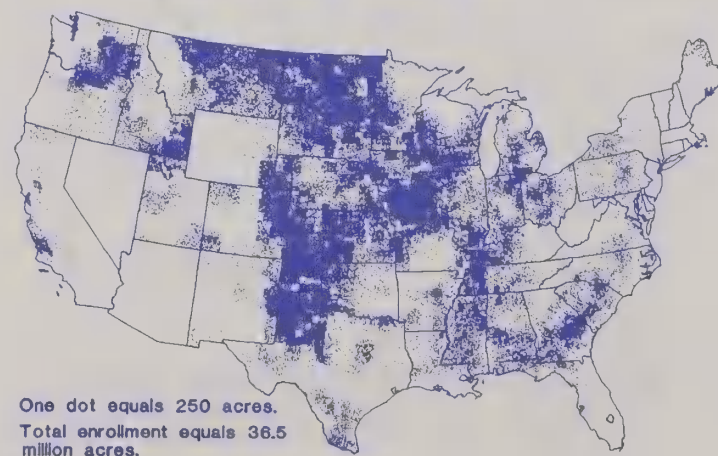 One dot equals 250 acres.
Total enrollment equals 36.5
million acres.